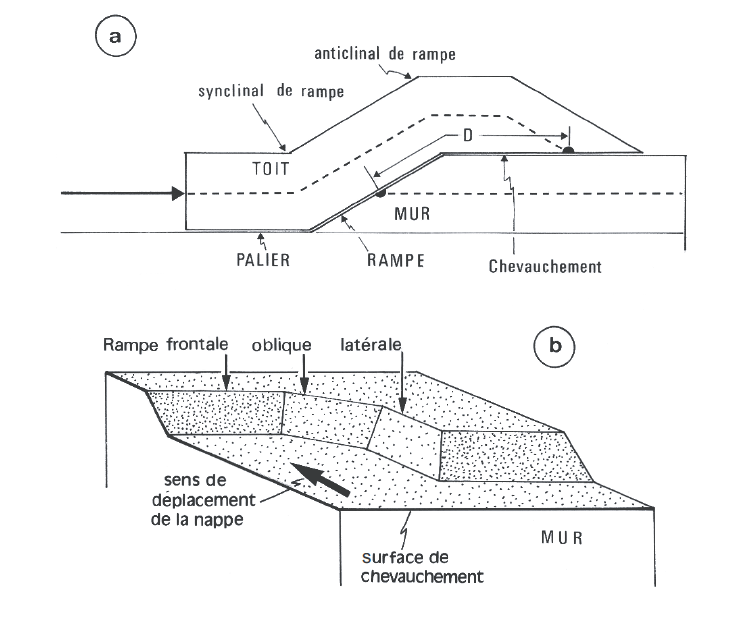 a
anticlinal de rampe
synclinal de rampe
D
TOIT
MUR
PALIER
RAMPE
Chevauchement
b
Rampe frontale oblique latérale
sens de
déplacement
de la nappe
MUR
surface de
chevauchement